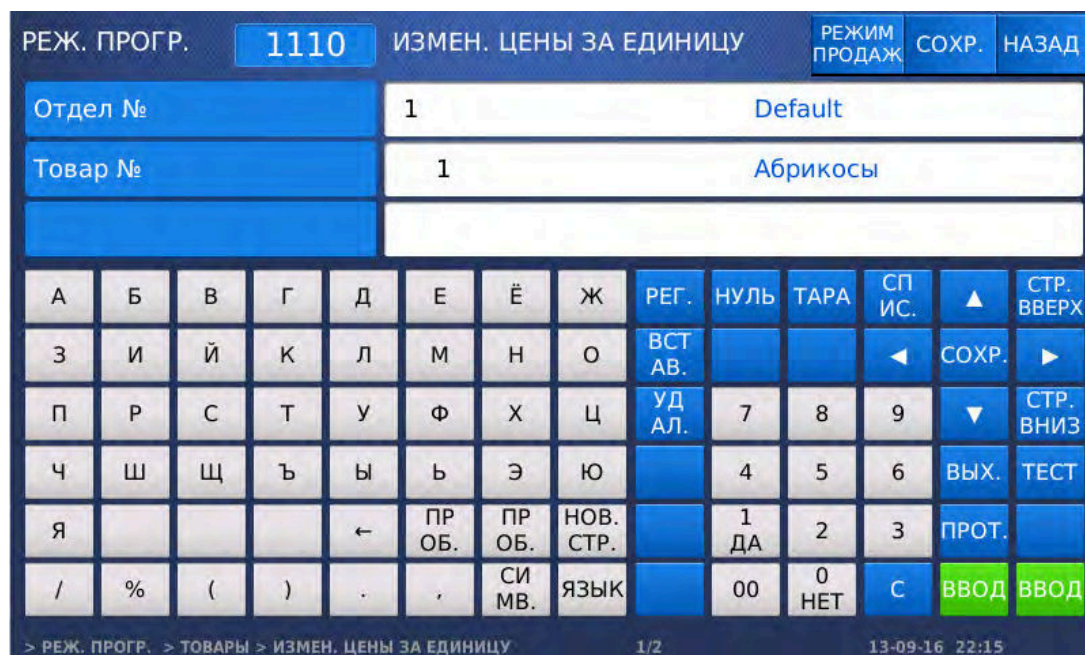 РЕЖ. ПРОГР. 1110 ИЗМЕН. ЦЕНЫ ЗА ЕДИНИЦУ РЕЖИМ ПРОДАЖ СОХР. НАЗАД
Отдел № 1 Default
Товар № 1 Абрикосы
А Б В Г Д Е Ё Ж РЕГ. НУЛЬ ТАРА СП ИС. ▲ СТР. ВВЕРХ
З И Й К Л М Н О ВСТ АВ. ◀ СОХР. ▶
П Р С Т У Ф Х Ц УД АЛ. 7 8 9 ▼ СТР. ВНИЗ
Ч Ш Щ Ъ Ы Ь Э Ю 4 5 6 ВЫХ. ТЕСТ
Я ← ПР ОБ. ПР ОБ. НОВ. СТР. 1 ДА 2 3 ПРОТ.
/ % ( ) . , СИ МВ. ЯЗЫК 00 0 НЕТ С ВВОД ВВОД
> РЕЖ. ПРОГР. > ТОВАРЫ > ИЗМЕН. ЦЕНЫ ЗА ЕДИНИЦУ 1/2 13-09-16 22:15